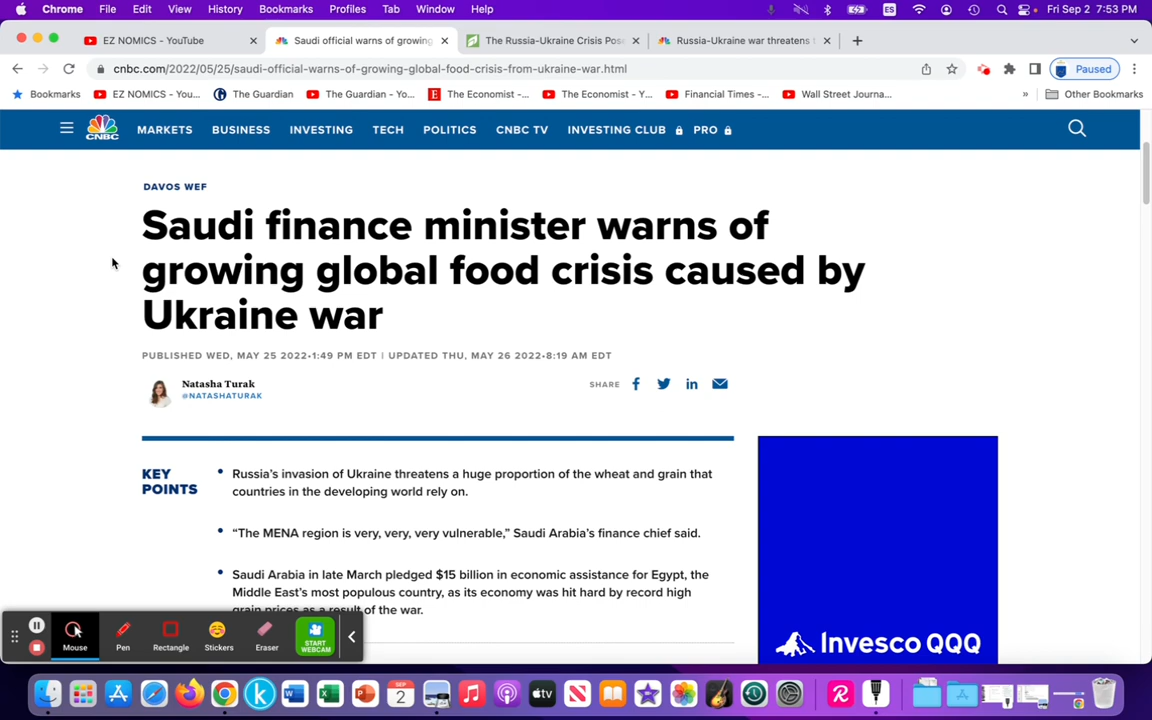 Chrome File Edit View History Bookmarks Profiles Tab Window Help ES Fri Sep 2 7:53 PM
EZ NOMICS - YouTube Saudi official warns of growing The Russia-Ukraine Crisis Pose Russia-Ukraine war threatens t
cnbc.com/2022/05/25/saudi-official-warns-of-growing-global-food-crisis-from-ukraine-war.html Paused
Bookmarks EZ NOMICS - You... The Guardian The Guardian - Yo... The Economist -... The Economist - Y... Financial Times -... Wall Street Journa... » Other Bookmarks
CNBC MARKETS BUSINESS INVESTING TECH POLITICS CNBC TV INVESTING CLUB PRO
DAVOS WEF
Saudi finance minister warns of
growing global food crisis caused by
Ukraine war
PUBLISHED WED, MAY 25 2022•1:49 PM EDT | UPDATED THU, MAY 26 2022•8:19 AM EDT
Natasha Turak
@NATASHATURAK
SHARE
KEY
POINTS
Russia's invasion of Ukraine threatens a huge proportion of the wheat and grain that
countries in the developing world rely on.
“The MENA region is very, very, very vulnerable,” Saudi Arabia's finance chief said.
Saudi Arabia in late March pledged $15 billion in economic assistance for Egypt, the
Middle East's most populous country, as its economy was hit hard by record high
grain prices as a result of the war.
Invesco QQQ
Mouse Pen Rectangle Stickers Eraser START
WEBCAM
SEP
2